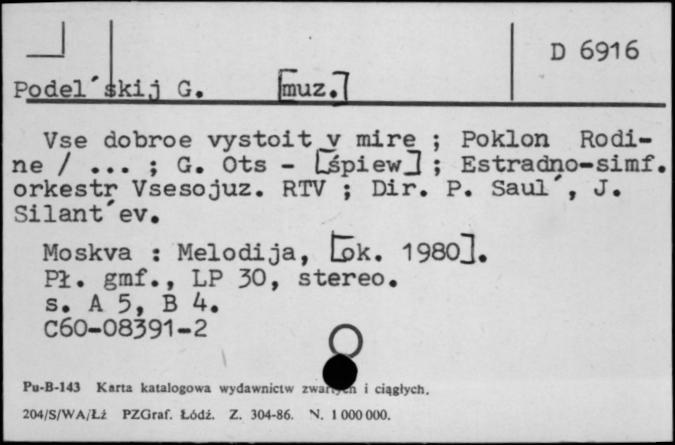 D 6916
Podel´skij G. [muz.]
Vse dobroe vystoit v mire ; Poklon Rodi-
ne / ... ; G. Ots - [śpiew] ; Estradno-simf.
orkestr Vsesojuz. RTV ; Dir. P. Saul´, J.
Silant´ev.
Moskva : Melodija, [ok. 1980].
Pł. gmf., LP 30, stereo.
s. A 5, B 4.
C60-08391-2
Pu-B-143 Karta katalogowa wydawnictw zwartych i ciągłych.
204/S/WA/Łż PZGraf. Łódź. Z. 304-86. N. 1 000 000.